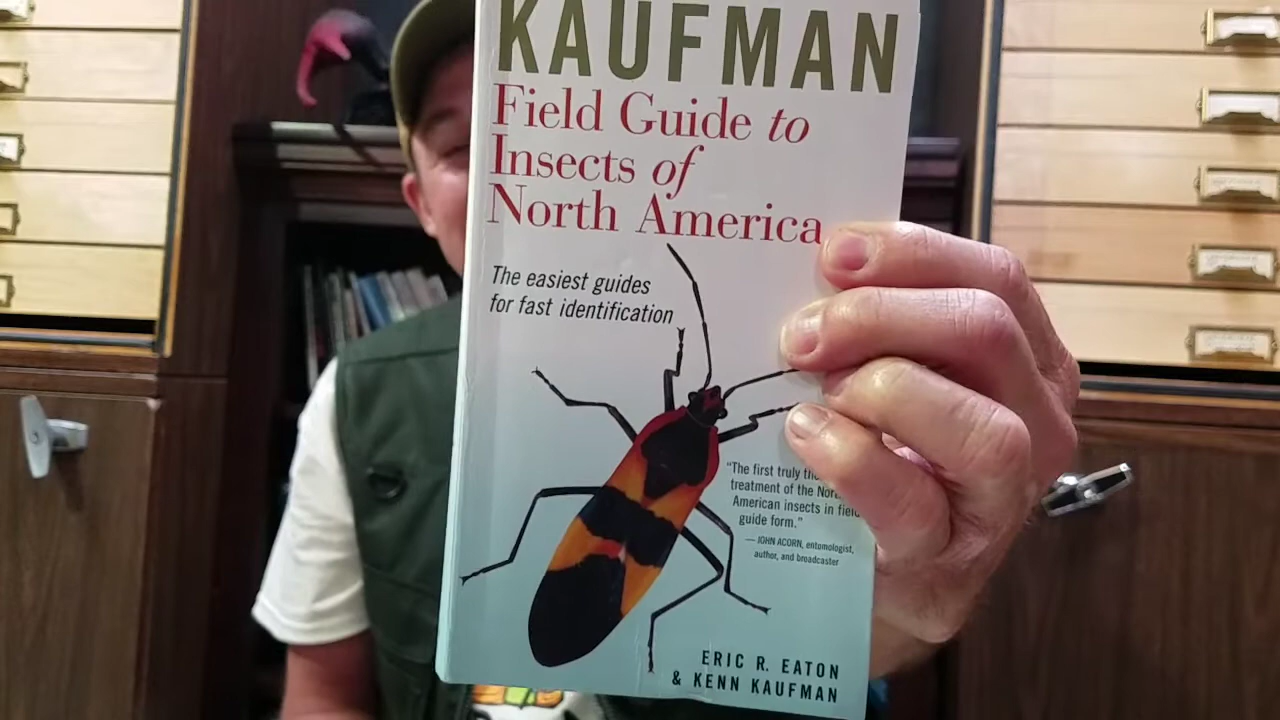 KAUFMAN
Field Guide to
Insects of
North America
The easiest guides
for fast identification
"The first truly
treatment of the
American insects in
guide form."
— JOHN ACORN, entomologist,
author, and broadcaster
ERIC R. EATON
& KENN KAUFMAN